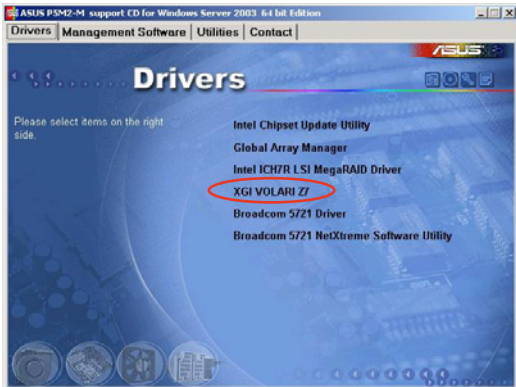 ASUS P5M2-M support CD for Windows Server 2003 64 bit Edition
Drivers Management Software Utilities Contact
ASUS
Drivers
Please select items on the right
side.
Intel Chipset Update Utility
Global Array Manager
Intel ICH7R LSI MegaRAID Driver
XGI VOLARI Z7
Broadcom 5721 Driver
Broadcom 5721 NetXtreme Software Utility